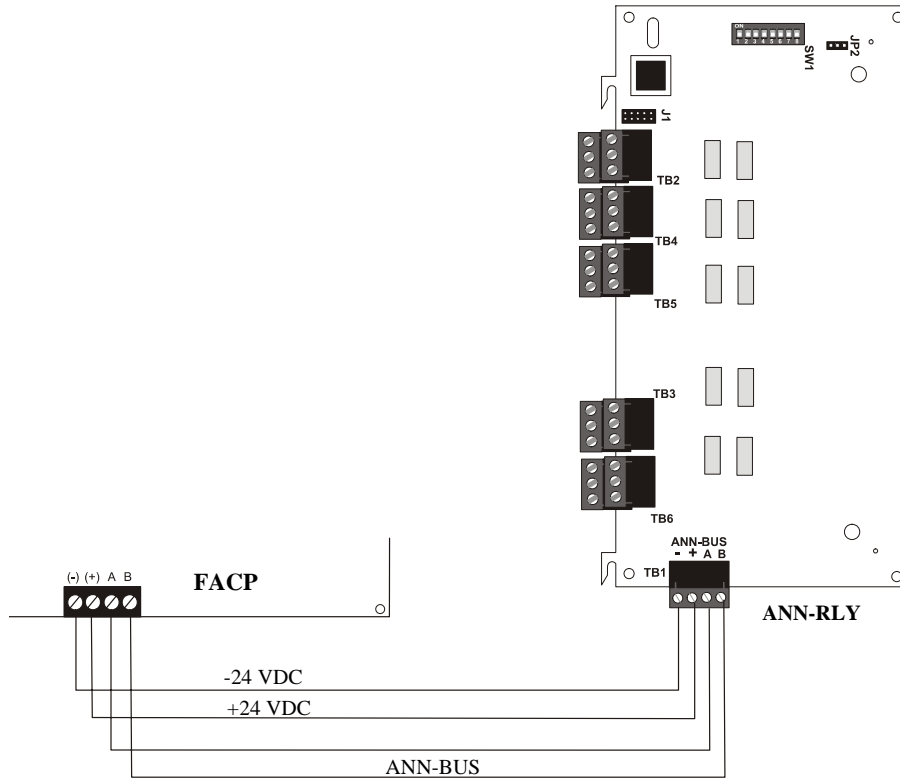 ON
1 2 3 4 5 6 7 8
SW1
JP2
J1
TB2
TB4
TB5
TB3
TB6
ANN-BUS
- + A B
TB1
ANN-RLY
(-) (+) A B
FACP
-24 VDC
+24 VDC
ANN-BUS